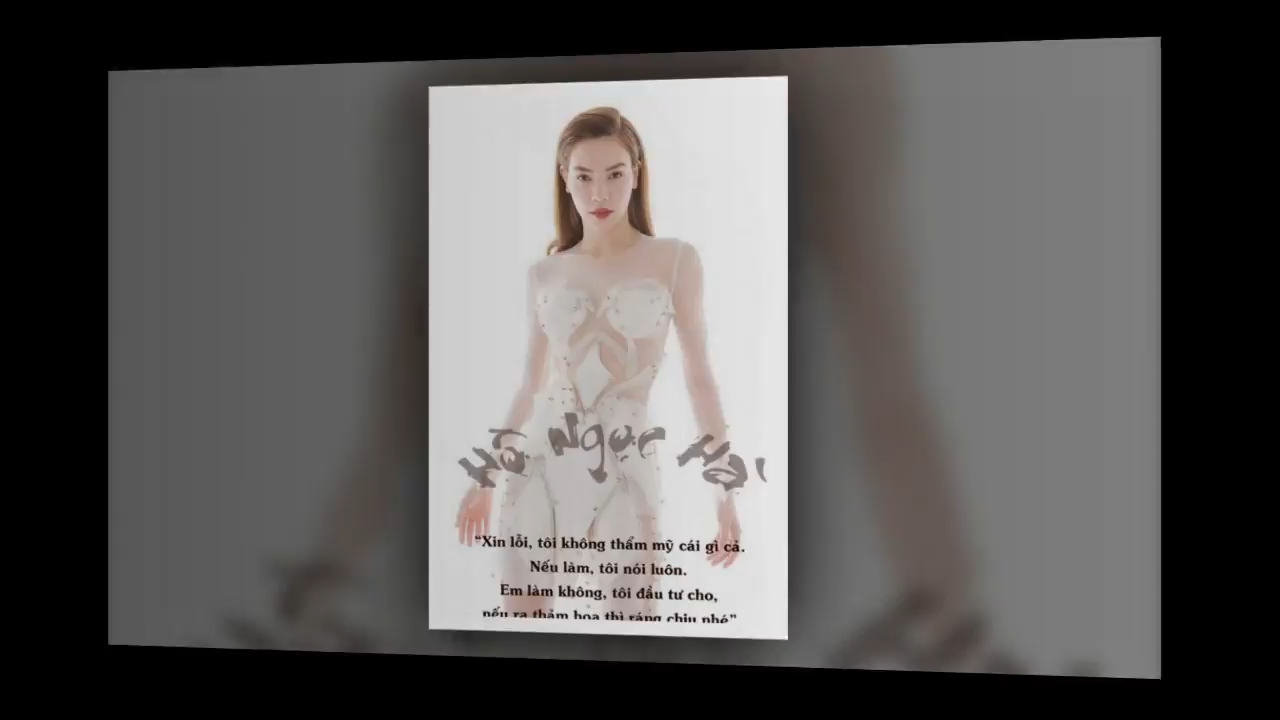 Hồ Ngọc Hà
“Xin lỗi, tôi không thẩm mỹ cái gì cả.
Nếu làm, tôi nói luôn.
Em làm không, tôi đầu tư cho,
nếu ra thảm họa thì ráng chịu nhé”